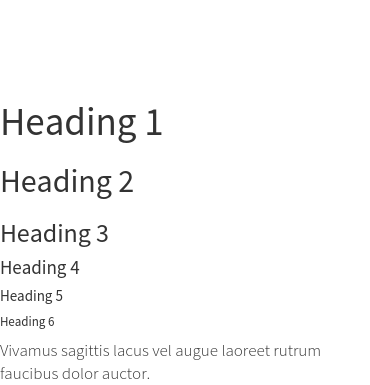 Heading 1
Heading 2
Heading 3
Heading 4
Heading 5
Heading 6
Vivamus sagittis lacus vel augue laoreet rutrum
faucibus dolor auctor.